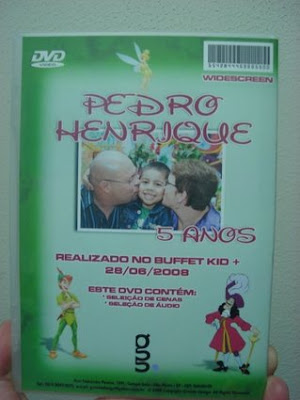 DVD
WIDESCREEN
PEDRO
HENRIQUE
5 ANOS
REALIZADO NO BUFFET KID +
28/06/2008
ESTE DVD CONTÉM:
* SELEÇÃO DE CENAS
* SELEÇÃO DE ÁUDIO